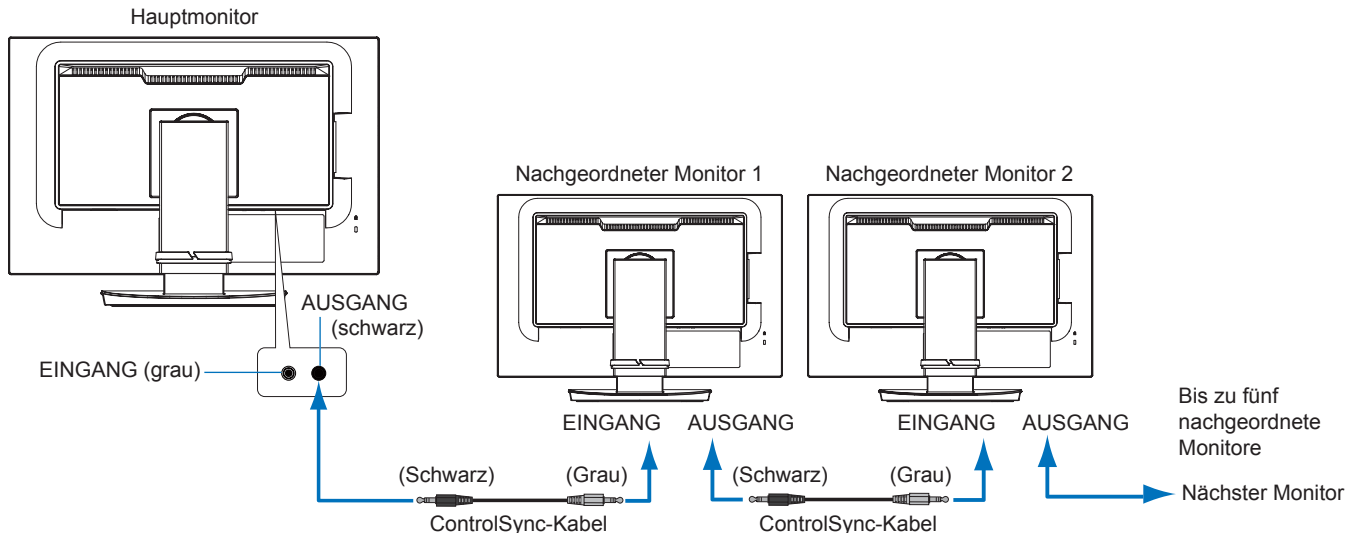 Hauptmonitor
Nachgeordneter Monitor 1
Nachgeordneter Monitor 2
AUSGANG
(schwarz)
EINGANG (grau)
EINGANG
AUSGANG
EINGANG
AUSGANG
Bis zu fünf
nachgeordnete
Monitore
(Schwarz)
(Grau)
(Schwarz)
(Grau)
Nächster Monitor
ControlSync-Kabel
ControlSync-Kabel